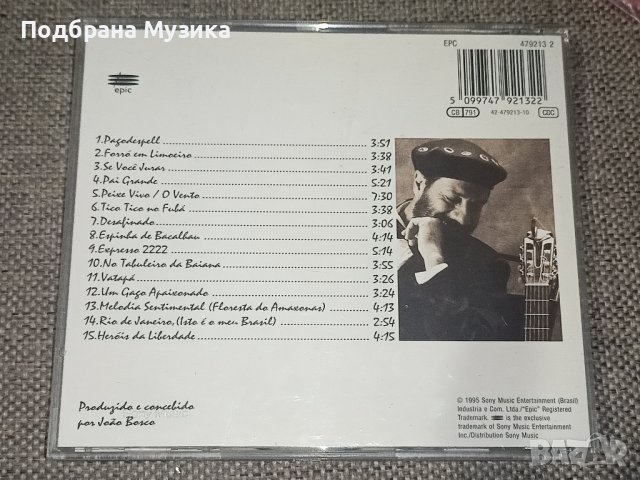 Подбрана Музика
epic
EPC 479213 2
5 099747 921322
CB 791 42-479213-10 CDC
1.Pagodespell 3:51
2.Forró em Limoeiro 3:38
3.Se Você Jurar 3:41
4.Pai Grande 5:21
5.Peixe Vivo / O Vento 7:30
6.Tico Tico no Fubá 3:38
7.Desafinado 3:06
8.Espinha de Bacalhau 4:14
9.Expresso 2222 5:14
10.No Tabuleiro da Baiana 3:55
11.Vatapá 3:26
12.Um Gago Apaixonado 3:24
13.Melodia Sentimental (Floresta do Amaxonas) 4:13
14.Rio de Janeiro,(Isto é o meu Brasil) 2:54
15.Heróis da Liberdade 4:15
Produzido e concebido
por João Bosco
© 1995 Sony Music Entertainment (Brasil)
Industria e Com. Ltda./"Epic" Registered
Trademark. is the exclusive
trademark of Sony Music Entertainment
Inc./Distribution Sony Music
BAZAR